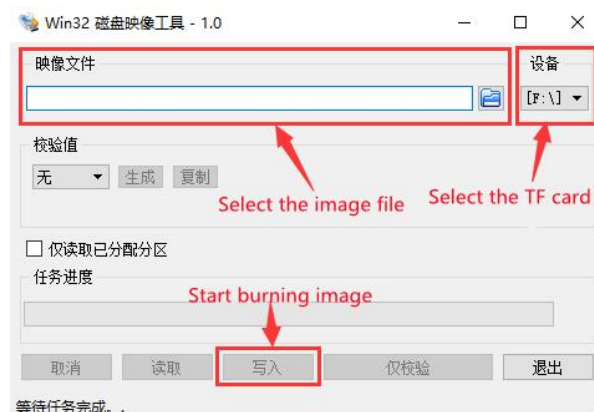 Win32 磁盘映像工具 - 1.0
映像文件
设备
[F:\]
校验值
无
生成
复制
Select the image file
Select the TF card
仅读取已分配分区
任务进度
Start burning image
取消
读取
写入
仅校验
退出
等待任务完成。.